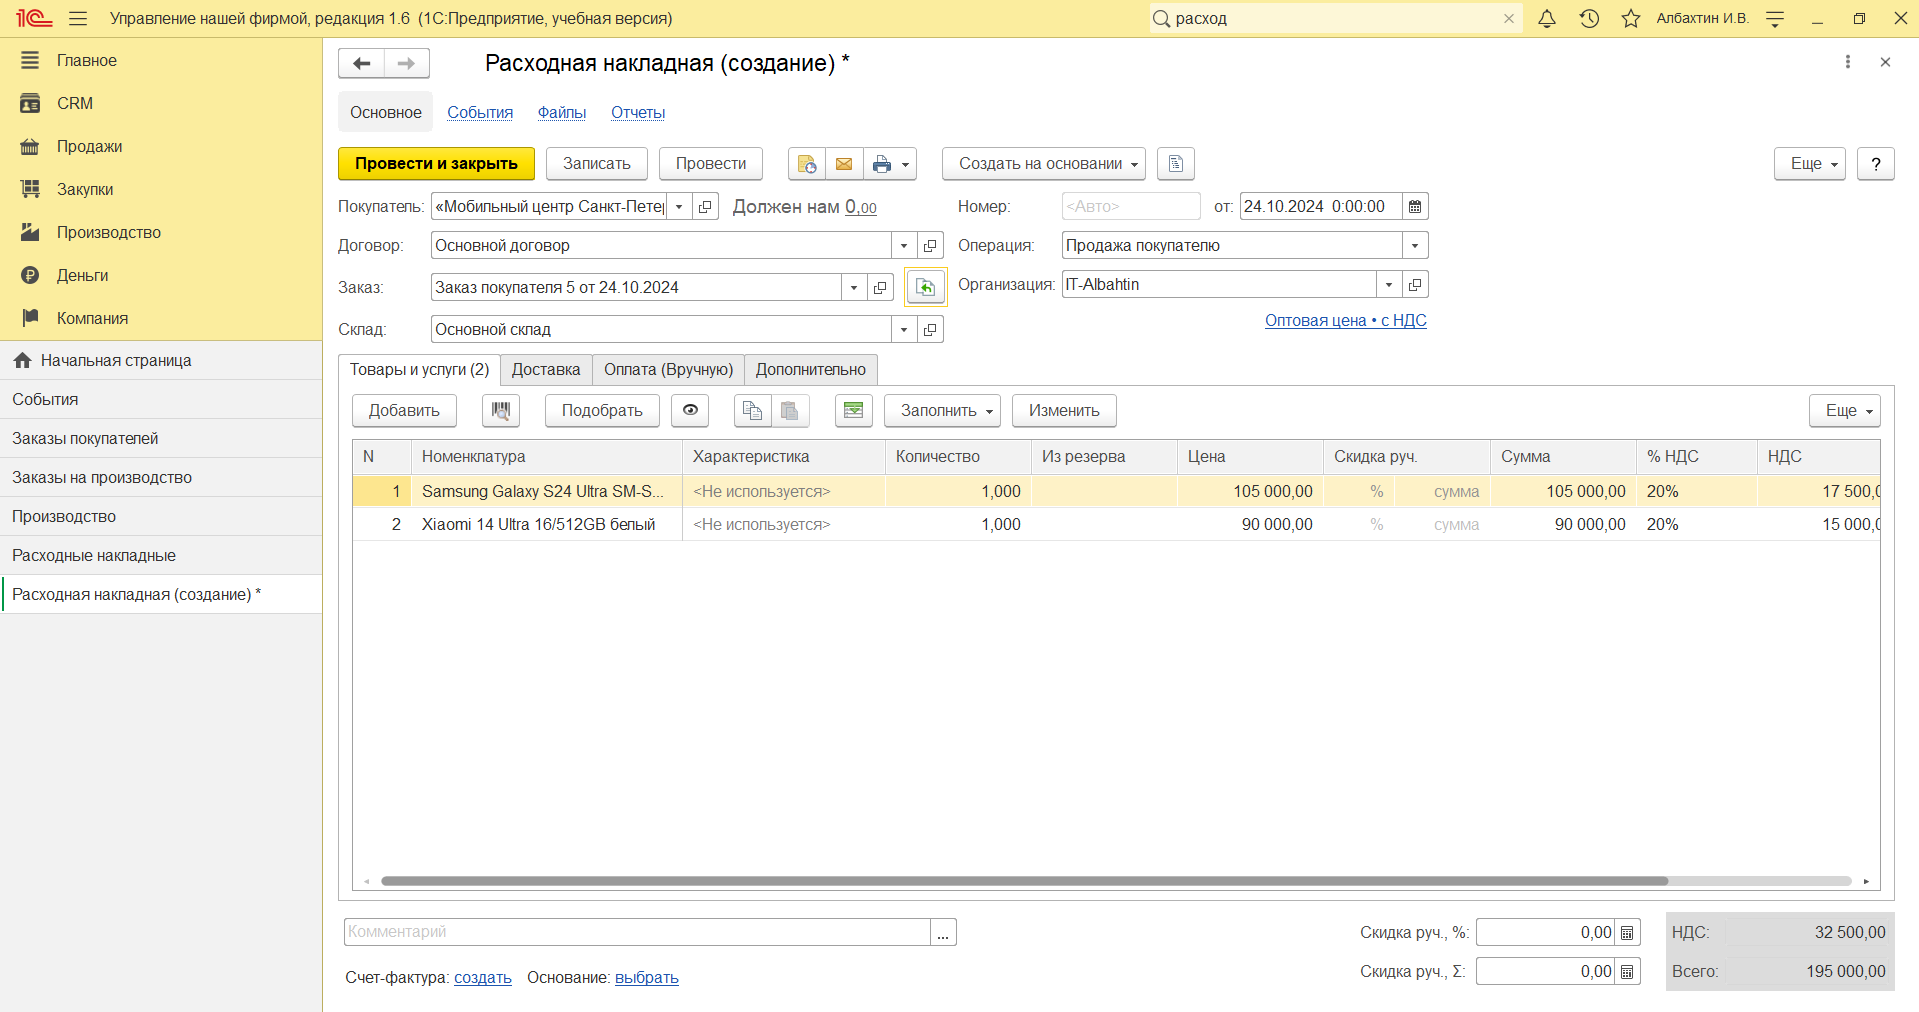 1С Управление нашей фирмой, редакция 1.6 (1С:Предприятие, учебная версия) расход Албахтин И.В.
Главное
CRM
Продажи
Закупки
Производство
Деньги
Компания
Начальная страница
События
Заказы покупателей
Заказы на производство
Производство
Расходные накладные
Расходная накладная (создание) *
Расходная накладная (создание) *
Основное События Файлы Отчеты
Провести и закрыть Записать Провести Создать на основании Еще ?
Покупатель: «Мобильный центр Санкт-Петер Должен нам 0,00 Номер: <Авто> от: 24.10.2024 0:00:00
Договор: Основной договор Операция: Продажа покупателю
Заказ: Заказ покупателя 5 от 24.10.2024 Организация: IT-Albahtin
Склад: Основной склад Оптовая цена • с НДС
Товары и услуги (2) Доставка Оплата (Вручную) Дополнительно
Добавить Подобрать Заполнить Изменить Еще
N Номенклатура Характеристика Количество Из резерва Цена Скидка руч. Сумма % НДС НДС
1 Samsung Galaxy S24 Ultra SM-S... <Не используется> 1,000 105 000,00 % сумма 105 000,00 20% 17 500,0
2 Xiaomi 14 Ultra 16/512GB белый <Не используется> 1,000 90 000,00 % сумма 90 000,00 20% 15 000,0
Комментарий ... Скидка руч., %: 0,00 НДС: 32 500,00
Счет-фактура: создать Основание: выбрать Скидка руч., Σ: 0,00 Всего: 195 000,00